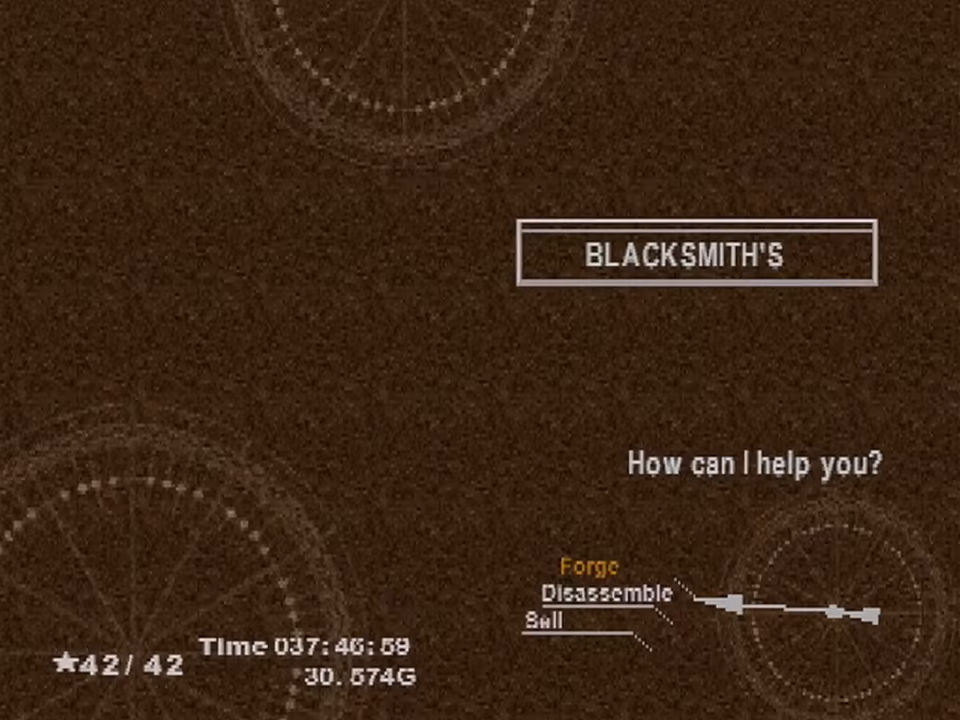 BLACKSMITH'S
How can I help you?
Forge
Disassemble
Sell
Time 037:46:59
★42/ 42
30.574G